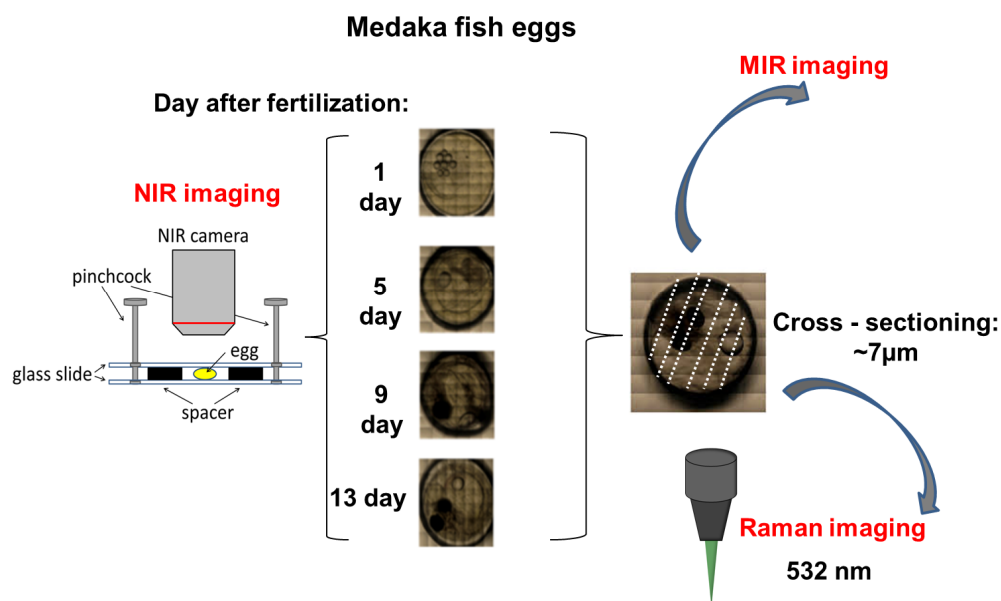 Medaka fish eggs
MIR imaging
Day after fertilization:
1
day
NIR imaging
NIR camera
pinchcock
5
day
egg
glass slide
spacer
9
day
13 day
Cross - sectioning:
~7µm
Raman imaging
532 nm